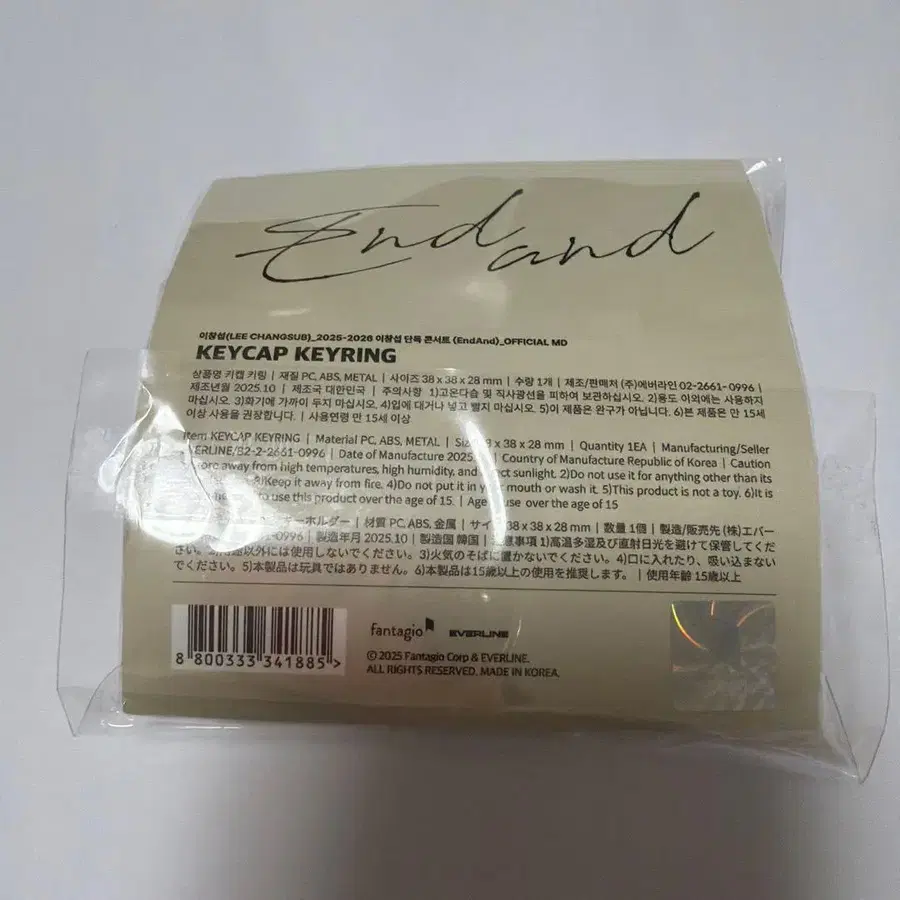 End and
이창섭(LEE CHANGSUB)_2025-2026 이창섭 단독 콘서트 (EndAnd)_OFFICIAL MD
KEYCAP KEYRING
상품명 키캡 키링 | 재질 PC, ABS, METAL | 사이즈 38 x 38 x 28 mm | 수량 1개 | 제조/판매처 (주)에버라인 02-2661-0996 |
제조년월 2025.10 | 제조국 대한민국 | 주의사항 1)고온다습 및 직사광선을 피하여 보관하십시오. 2)용도 이외에는 사용하지
마십시오. 3)화기에 가까이 두지 마십시오. 4)입에 대거나 넣고 빨지 마십시오. 5)이 제품은 완구가 아닙니다. 6)본 제품은 만 15세
이상 사용을 권장합니다. | 사용연령 만 15세 이상
Item KEYCAP KEYRING | Material PC, ABS, METAL | 38 x 28 mm | Quantity 1EA | Manufacturing/Seller
82-2-2661-0996 | Date of Manufacture 2025 | Country of Manufacture Republic of Korea | Caution
away from high temperatures, high humidity, and sunlight. 2)Do not use it for anything other than its
Keep it away from fire. 4)Do not put it in your mouth or wash it. 5)This product is not a toy. 6)It is
to use this product over the age of 15. | use over the age of 15
ーホルダー | 材質 PC, ABS, 金属 | 38 x 38 x 28 mm | 数量 1個 | 製造/販売先 (株)エバー
-0996 | 製造年月 2025.10 | 製造国 韓国 | 意事項 1)高温多湿及び直射日光を避けて保管してくだ
さい。 以外には使用しないでください。3)火気のそばに置かないでください。4)口に入れたり、吸い込まない
でください。5)本製品は玩具ではありません。6)本製品は15歳以上の使用を推奨します。 | 使用年齢 15歳以上
fantagio EVERLINE
© 2025 Fantagio Corp & EVERLINE.
ALL RIGHTS RESERVED. MADE IN KOREA.
8 800333 341885 >